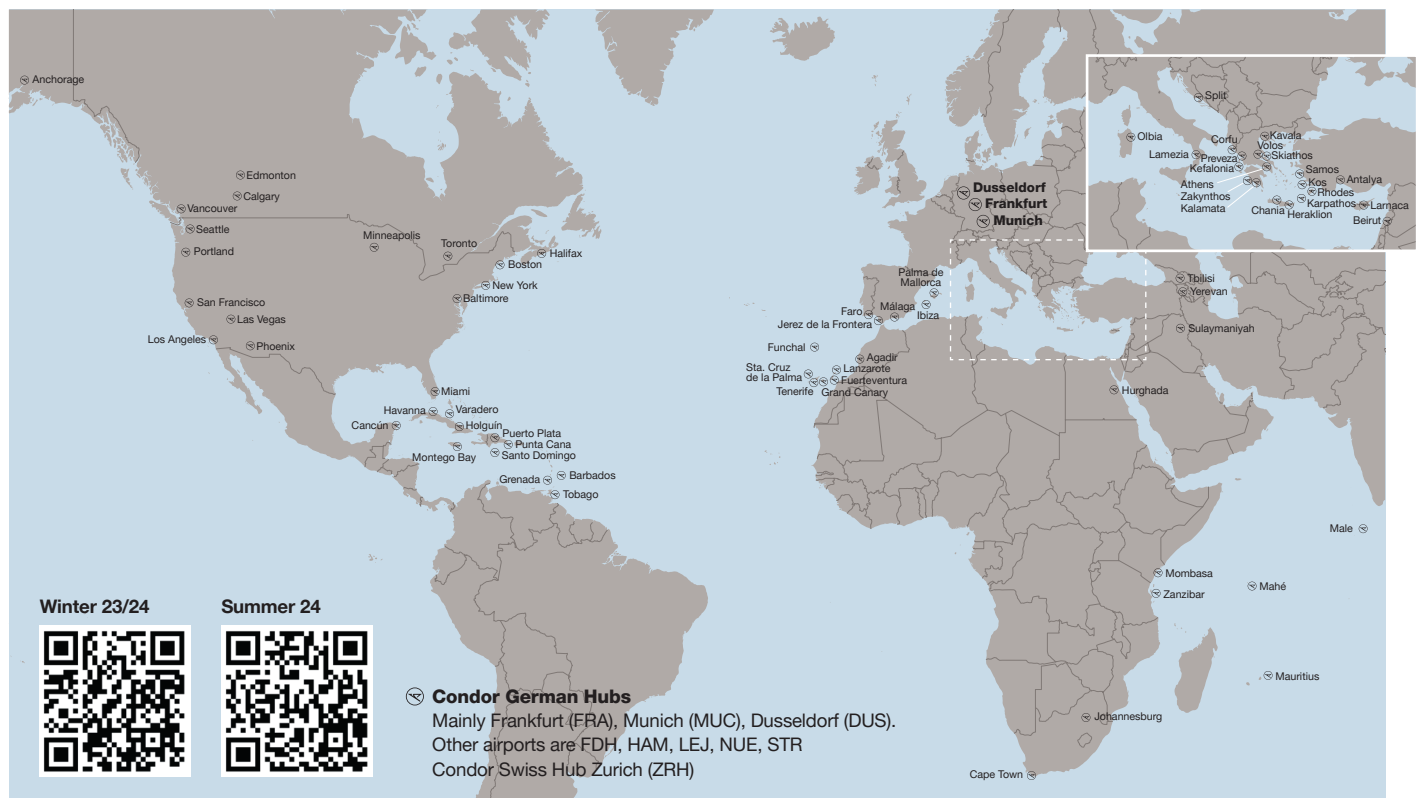 Anchorage
Edmonton
Calgary
Vancouver
Seattle
Portland
Minneapolis
Toronto
Halifax
Boston
New York
Baltimore
San Francisco
Las Vegas
Los Angeles
Phoenix
Miami
Havanna
Varadero
Cancún
Holguín
Puerto Plata
Punta Cana
Santo Domingo
Montego Bay
Grenada
Barbados
Tobago
Dusseldorf
Frankfurt
Munich
Palma de
Mallorca
Ibiza
Málaga
Faro
Jerez de la Frontera
Funchal
Agadir
Sta. Cruz
de la Palma
Lanzarote
Fuerteventura
Tenerife
Grand Canary
Split
Olbia
Corfu
Kavala
Volos
Lamezia
Preveza
Skiathos
Kefalonia
Samos
Athens
Kos
Antalya
Zakynthos
Rhodes
Kalamata
Karpathos
Larnaca
Chania
Heraklion
Beirut
Tbilisi
Yerevan
Sulaymaniyah
Hurghada
Male
Mombasa
Mahé
Zanzibar
Mauritius
Johannesburg
Cape Town
Winter 23/24
Summer 24
Condor German Hubs
Mainly Frankfurt (FRA), Munich (MUC), Dusseldorf (DUS).
Other airports are FDH, HAM, LEJ, NUE, STR
Condor Swiss Hub Zurich (ZRH)